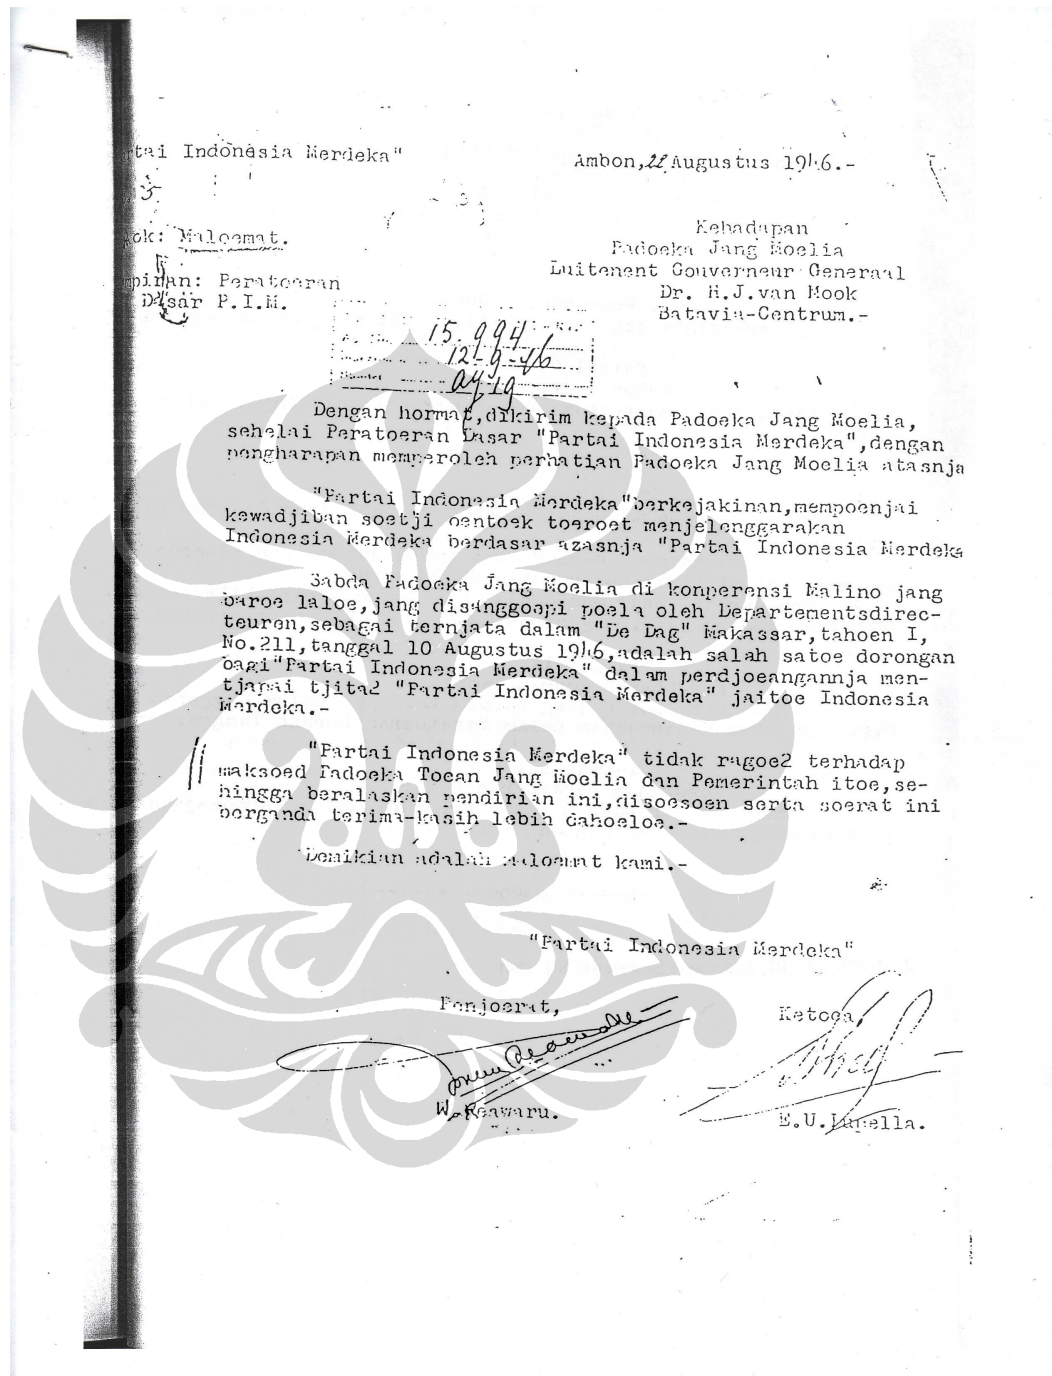 tai Indonesia Merdeka"
Ambon, 22 Augustus 1946.-
ok: Maloemat.
Kehadapan
Padoeka Jang Moelia
Luitenent Gouverneur Generaal
Dr. H.J.van Mook
Batavia-Centrum.-
Peratoeran
Dasar P.I.M.
15.994
12-9-46
Dengan hormat,dikirim kepada Padoeka Jang Moelia,
sehelai Peratoeran Dasar "Partai Indonesia Merdeka",dengan
pengharapan memperoleh perhatian Padoeka Jang Moelia atasnja
"Partai Indonesia Merdeka"berkejakinan,mempoenjai
kewadjiban soetji oentoek toeroet menjelenggarakan
Indonesia Merdeka berdasar azasnja "Partai Indonesia Merdeka
Sabda Padoeka Jang Moelia di konperensi Malino jang
baroe laloe,jang disanggoepi poela oleh Departementsdirec-
teuren,sebagai ternjata dalam "De Dag" Makassar,tahoen I,
No.211,tanggal 10 Augustus 1946,adalah salah satoe dorongan
bagi"Partai Indonesia Merdeka" dalam perdjoeangannja men-
tjapai tjita2 "Partai Indonesia Merdeka" jaitoe Indonesia
Merdeka.-
"Partai Indonesia Merdeka" tidak ragoe2 terhadap
maksoed Padoeka Toean Jang Moelia dan Pemerintah itoe,se-
hingga beralaskan pendirian ini,disoesoen serta soerat ini
berganda terima-kasih lebih dahoeloe.-
Demikian adalah maloemat kami.-
"Partai Indonesia Merdeka"
Penjoerat,
Ketoea,
W. Reawaru.
E.U.Pupella.